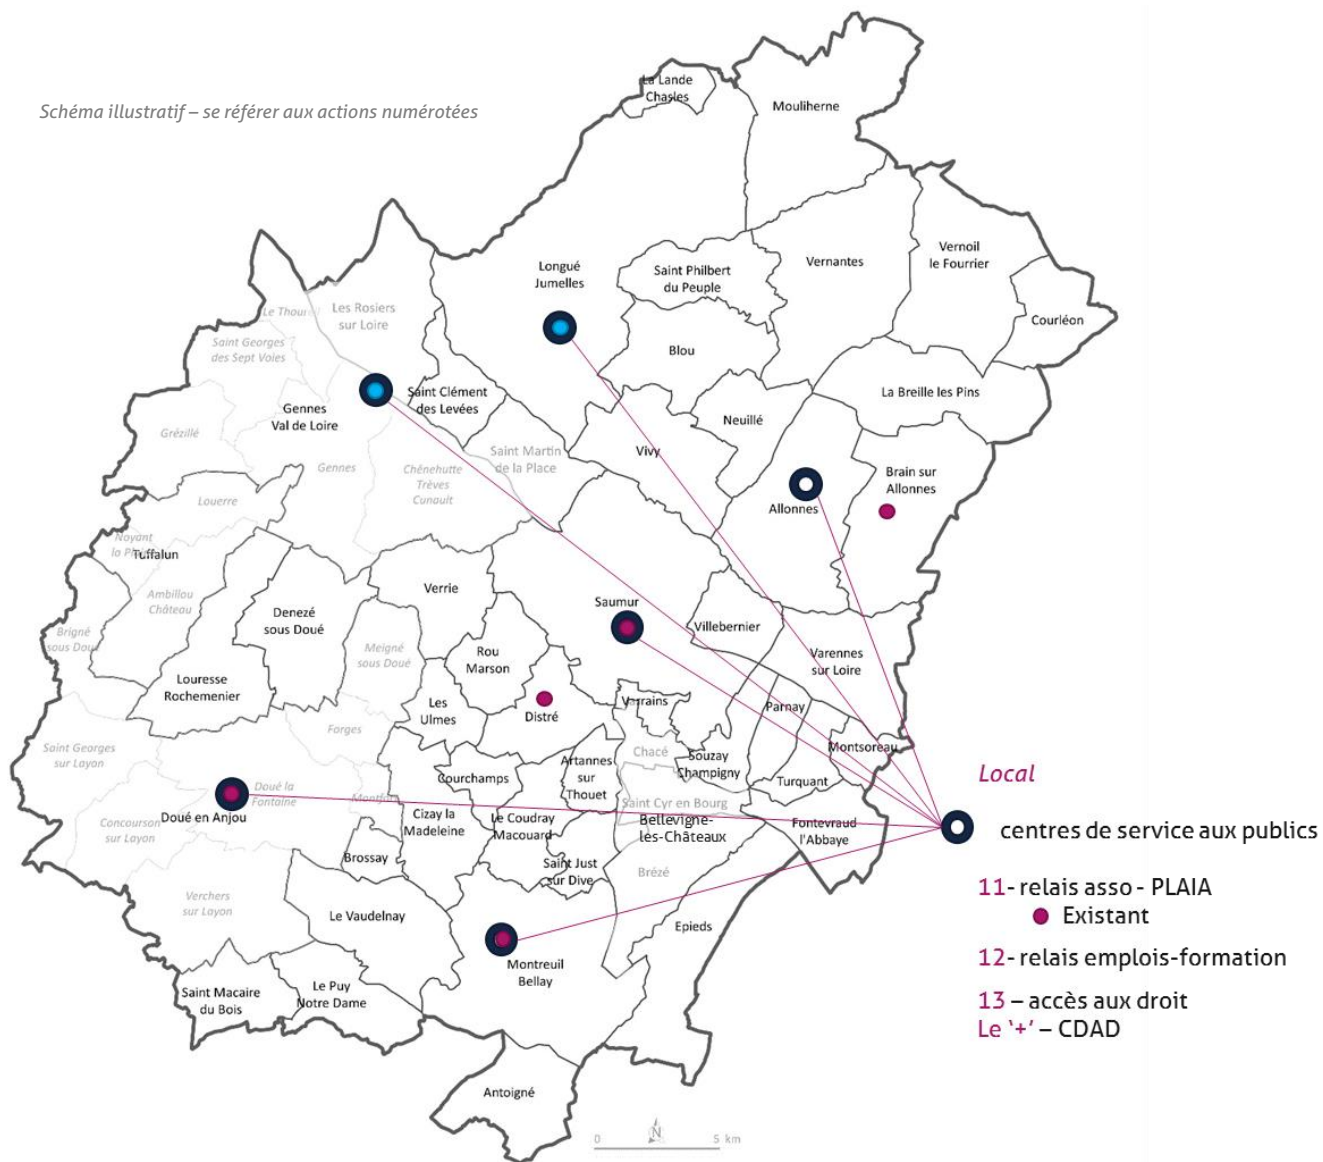 Schéma illustratif – se référer aux actions numérotées
La Lande
Chasles
Mouliherne
Longué
Jumelles
Saint Philbert
du Peuple
Vernantes
Vernoil
le Fourrier
Courléon
Les Rosiers
sur Loire
Saint Georges
des Sept Voies
Blou
La Breille les Pins
Saint Clément
des Levées
Gennes
Val de Loire
Neuillé
Grézillé
Vivy
Saint Martin
de la Place
Gennes
Chênehutte
Trèves
Cunault
Brain sur
Allonnes
Allonnes
Louerre
Noyant
Tuffalun
Ambillou
Château
Verrie
Saumur
Denezé
sous Doué
Villebernier
Brigné
sous Doué
Meigné
sous Doué
Rou
Marson
Varennes
sur Loire
Louresse
Rochemenier
Les
Ulmes
Distré
Varrains
Parnay
Forges
Saint Georges
sur Layon
Chacé
Souzay
Champigny
Montsoreau
Artannes
sur
Thouet
Courchamps
Turquant
Doué la
Fontaine
Doué en Anjou
Concourson
sur Layon
Cizay la
Madeleine
Le Coudray
Macouard
Saint Cyr en Bourg
Bellevigne-
les-Châteaux
Fontevraud
l'Abbaye
Brossay
Saint Just
sur Dive
Brézé
Verchers
sur Layon
Le Vaudelnay
Epieds
Montreuil
Bellay
Saint Macaire
du Bois
Le Puy
Notre Dame
Antoigné
N
0 5 km
Local
centres de service aux publics
11- relais asso - PLAIA
Existant
12- relais emplois-formation
13 – accès aux droit
Le ‘+’ – CDAD